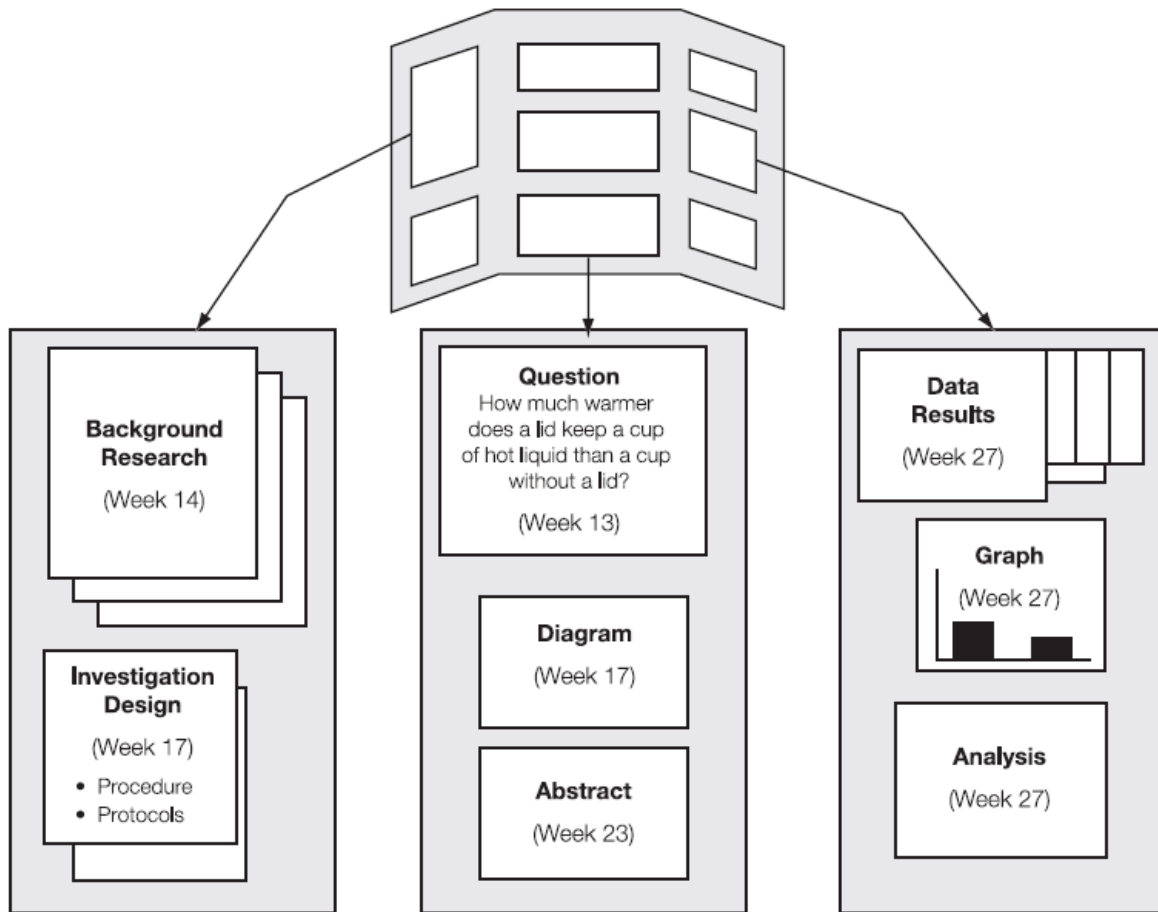 Background
Research
(Week 14)
Investigation
Design
(Week 17)
• Procedure
• Protocols
Question
How much warmer
does a lid keep a cup
of hot liquid than a cup
without a lid?
(Week 13)
Diagram
(Week 17)
Abstract
(Week 23)
Data
Results
(Week 27)
Graph
(Week 27)
Analysis
(Week 27)